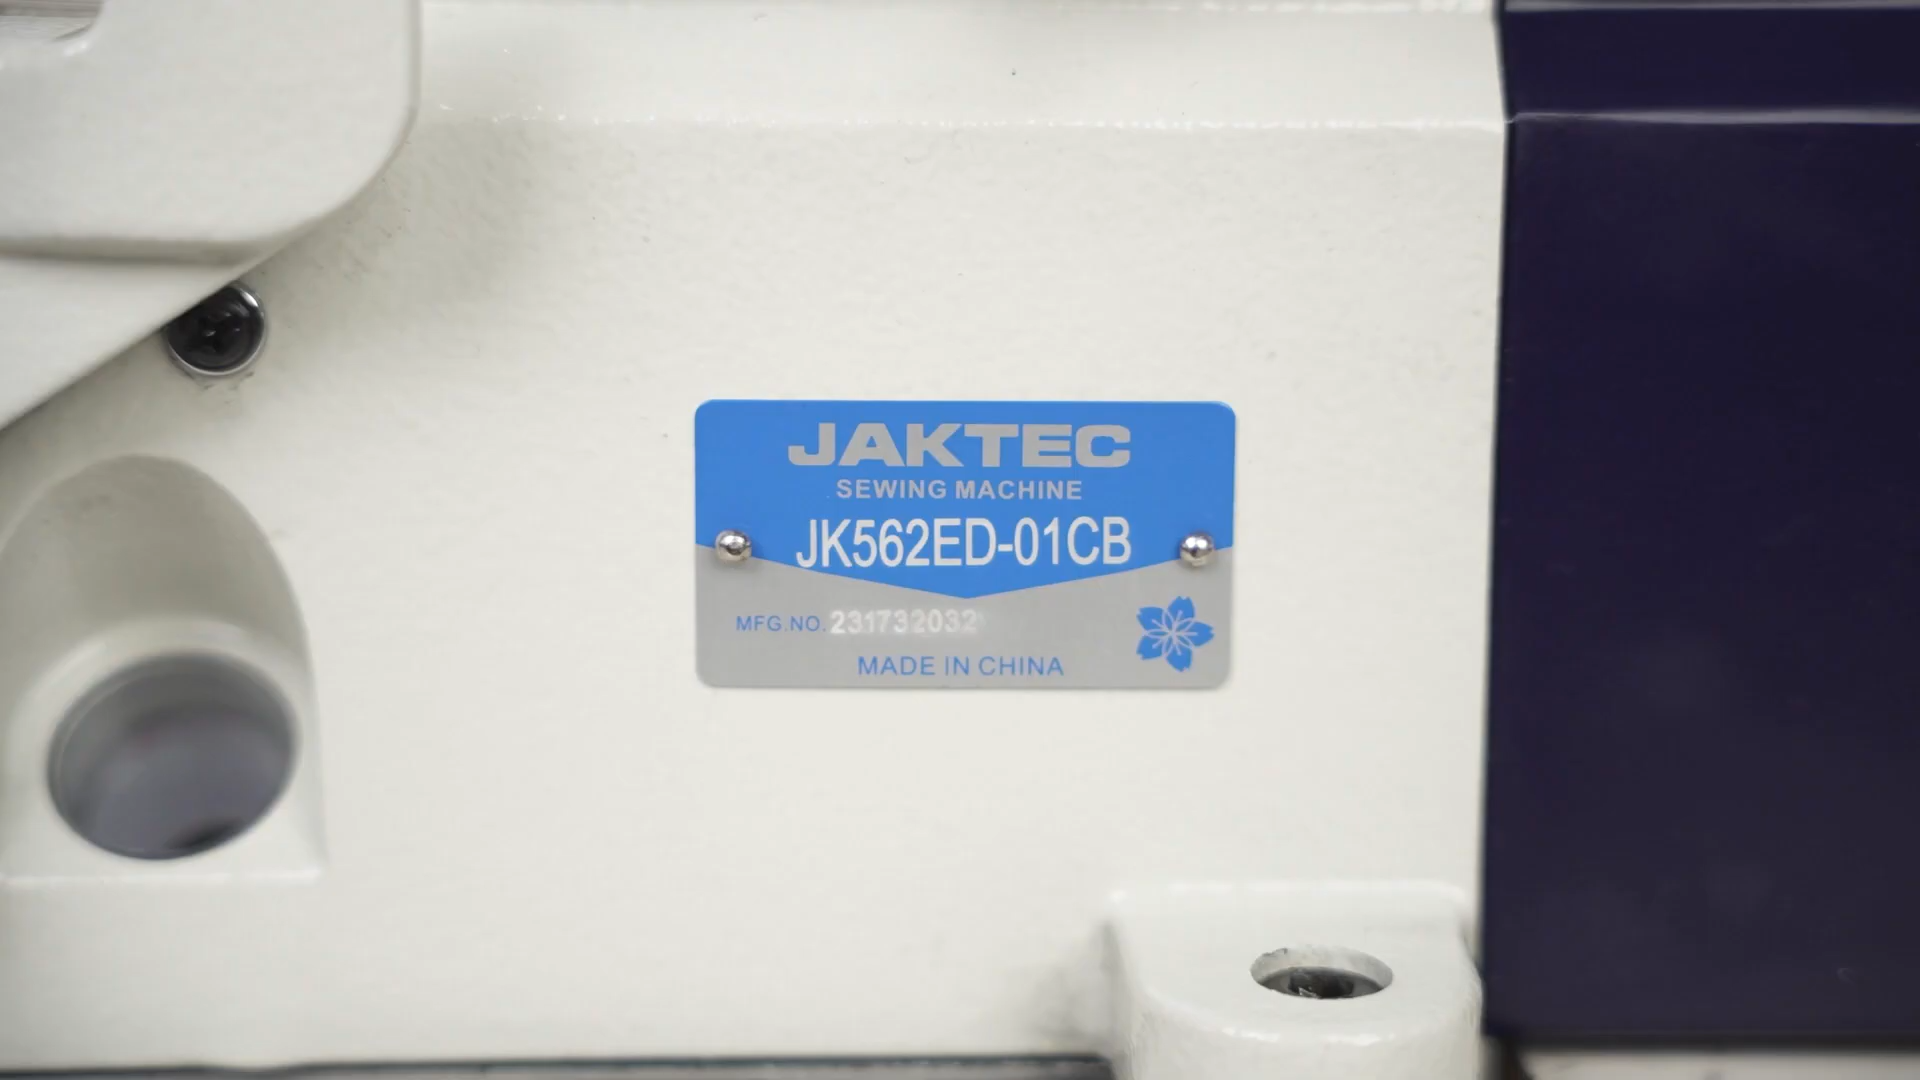 JAKTEC
SEWING MACHINE
JK562ED-01CB
MFG.NO. 231732032
MADE IN CHINA